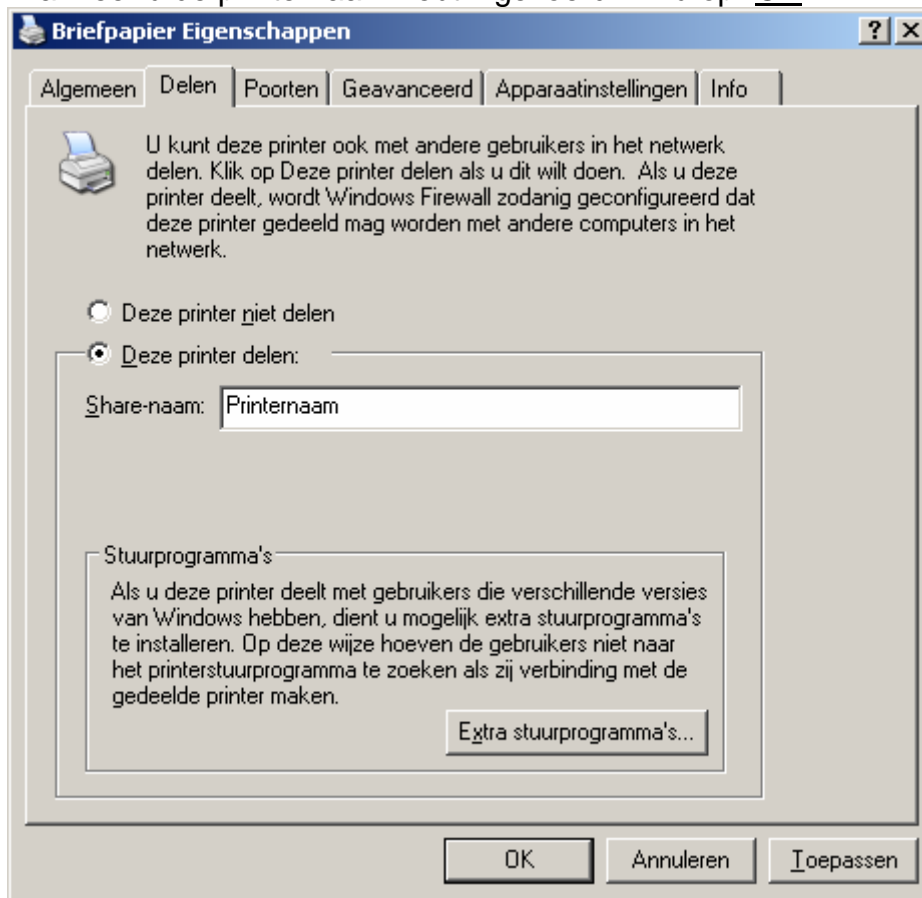 Briefpapier Eigenschappen
Algemeen Delen Poorten Geavanceerd Apparaatinstellingen Info
U kunt deze printer ook met andere gebruikers in het netwerk
delen. Klik op Deze printer delen als u dit wilt doen. Als u deze
printer deelt, wordt Windows Firewall zodanig geconfigureerd dat
deze printer gedeeld mag worden met andere computers in het
netwerk.
Deze printer niet delen
Deze printer delen:
Share-naam: Printernaam
Stuurprogramma's
Als u deze printer deelt met gebruikers die verschillende versies
van Windows hebben, dient u mogelijk extra stuurprogramma's
te installeren. Op deze wijze hoeven de gebruikers niet naar
het printerstuurprogramma te zoeken als zij verbinding met de
gedeelde printer maken.
Extra stuurprogramma's...
OK Annuleren Toepassen